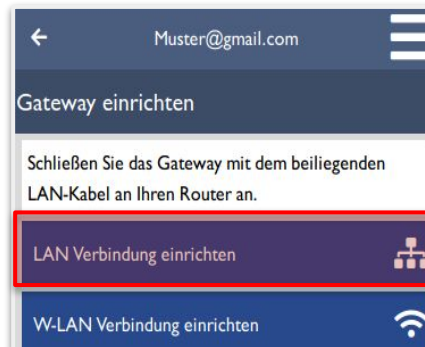 Muster@gmail.com
Gateway einrichten
Schließen Sie das Gateway mit dem beiliegenden
LAN-Kabel an Ihren Router an.
LAN Verbindung einrichten
W-LAN Verbindung einrichten